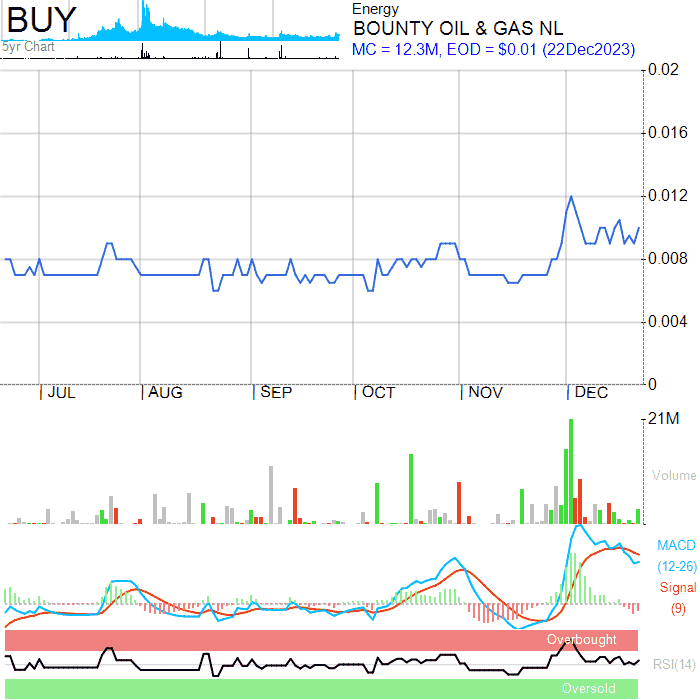 BUY
5yr Chart
Energy
BOUNTY OIL & GAS NL
MC = 12.3M, EOD = $0.01 (22Dec2023)
0.02
0.016
0.012
0.008
0.004
0
JUL AUG SEP OCT NOV DEC
21M
Volume
MACD
(12-26)
Signal
(9)
Overbought
RSI(14)
Oversold